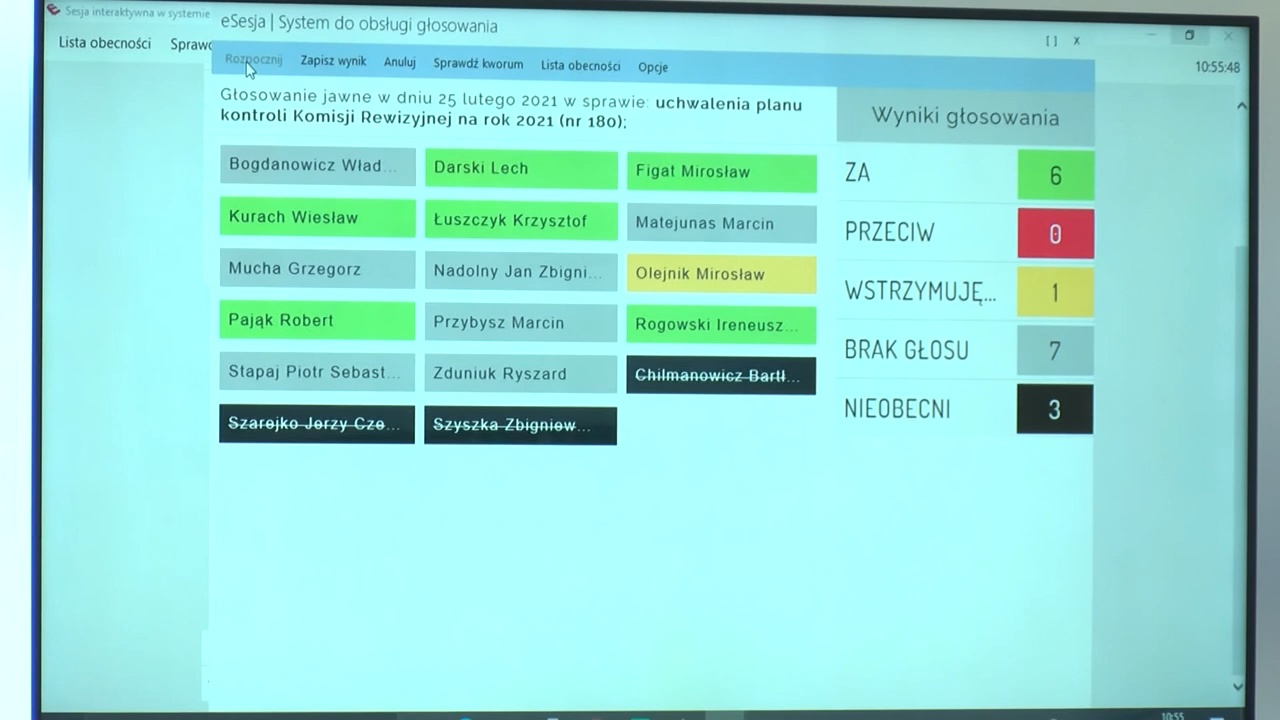 Sesja interaktywna w systemie
eSesja | System do obsługi głosowania
[ ] x
Lista obecności
10:55:48
Rozpocznij Zapisz wynik Anuluj Sprawdź kworum Lista obecności Opcje
Głosowanie jawne w dniu 25 lutego 2021 w sprawie: uchwalenia planu
kontroli Komisji Rewizyjnej na rok 2021 (nr 180);
Wyniki głosowania
Bogdanowicz Wład... Darski Lech Figat Mirosław
ZA 6
Kurach Wiesław Łuszczyk Krzysztof Matejunas Marcin
PRZECIW 0
Mucha Grzegorz Nadolny Jan Zbigni... Olejnik Mirosław
WSTRZYMUJĘ... 1
Pająk Robert Przybysz Marcin Rogowski Ireneusz...
BRAK GŁOSU 7
Stapaj Piotr Sebast... Zduniuk Ryszard Chilmanowicz Bartł...
NIEOBECNI 3
Szarejko Jerzy Cze... Szyszka Zbigniew...
10:55